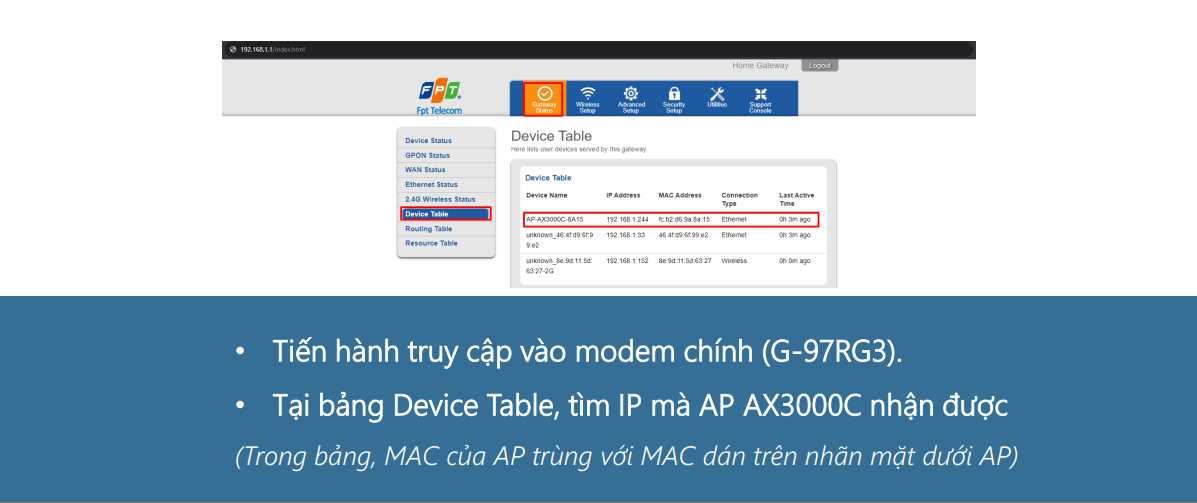 192.168.1.1/index.html
Home Gateway Logout
FPT.
Fpt Telecom
Gateway Status
Wireless Setup
Advanced Setup
Security Setup
Utilities
Support Console
Device Status
GPON Status
WAN Status
Ethernet Status
2.4G Wireless Status
Device Table
Routing Table
Resource Table
Device Table
Here lists user devices served by this gateway.
Device Table
Device Name IP Address MAC Address Connection Type Last Active Time
AP-AX3000C-8A15 192.168.1.244 fc:b2:d6:9a:8a:15 Ethernet 0h 3m ago
unknown_46:4f:d9:6f:99:e2 192.168.1.33 46:4f:d9:6f:99:e2 Ethernet 0h 3m ago
unknown_8e:9d:11:5d:63:27-2G 192.168.1.152 8e:9d:11:5d:63:27 Wireless 0h 0m ago
• Tiến hành truy cập vào modem chính (G-97RG3).
• Tại bảng Device Table, tìm IP mà AP AX3000C nhận được
(Trong bảng, MAC của AP trùng với MAC dán trên nhãn mặt dưới AP)